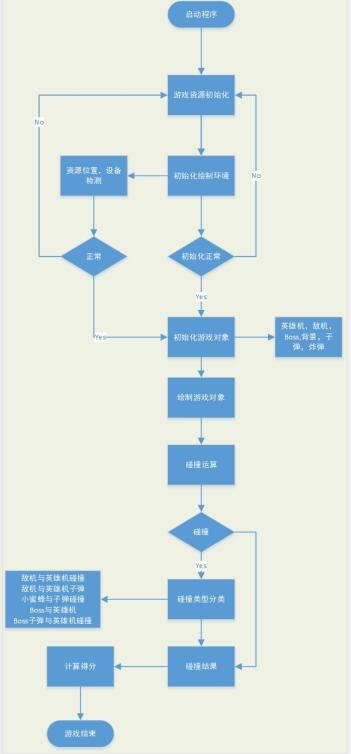 启动程序
游戏资源初始化
No
资源位置，设备
检测
初始化绘制环境
No
正常
初始化正常
Yes
Yes
初始化游戏对象
英雄机，敌机，
Boss,背景，子
弹，炸弹
绘制游戏对象
碰撞运算
碰撞
Yes
敌机与英雄机碰撞
敌机与英雄机子弹
小蜜蜂与子弹碰撞
Boss与英雄机
Boss子弹与英雄机碰撞
碰撞类型分类
计算得分
碰撞结果
游戏结束